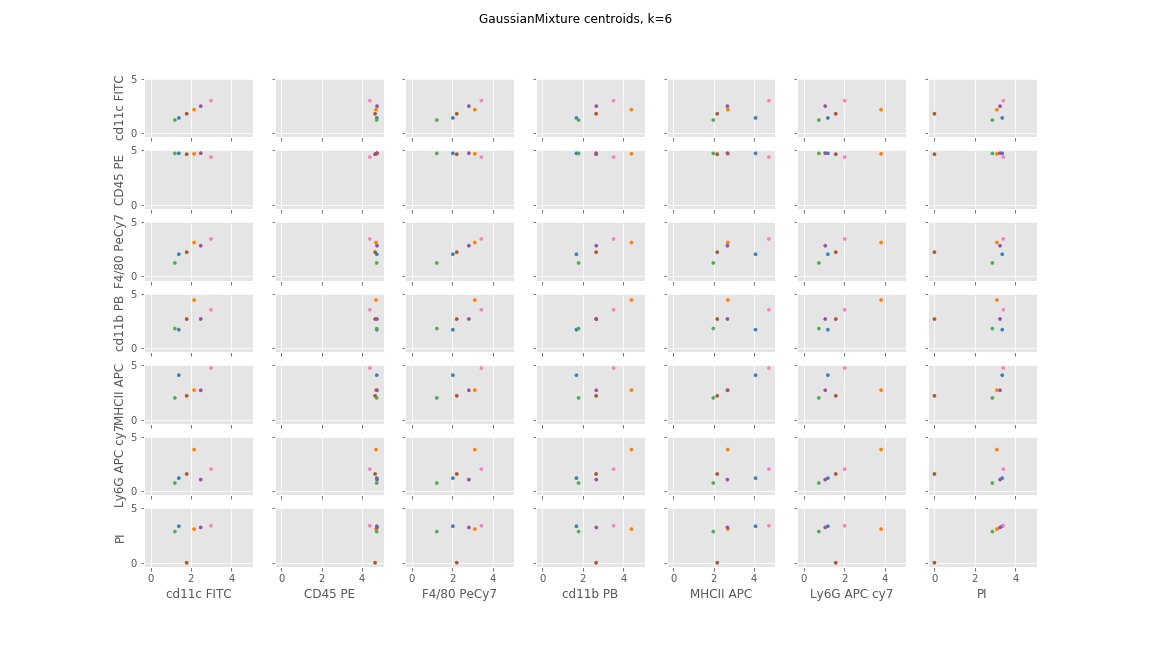 GaussianMixture centroids, k=6
cd11c FITC
5
0
CD45 PE
5
0
F4/80 PeCy7
5
0
cd11b PB
5
0
MHCII APC
5
0
Ly6G APC cy7
5
0
PI
5
0
0 2 4
0 2 4
0 2 4
0 2 4
0 2 4
0 2 4
0 2 4
cd11c FITC
CD45 PE
F4/80 PeCy7
cd11b PB
MHCII APC
Ly6G APC cy7
PI